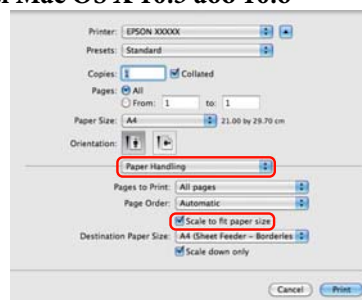 Mac OS X 10.5 або 10.6
Printer: EPSON XXXXX
Presets: Standard
Copies: 1 Collated
Pages: All
From: 1 to: 1
Paper Size: A4 21.00 by 29.70 cm
Orientation:
Paper Handling
Pages to Print: All pages
Page Order: Automatic
Scale to fit paper size
Destination Paper Size: A4 (Sheet Feeder – Borderles
Scale down only
Cancel Print